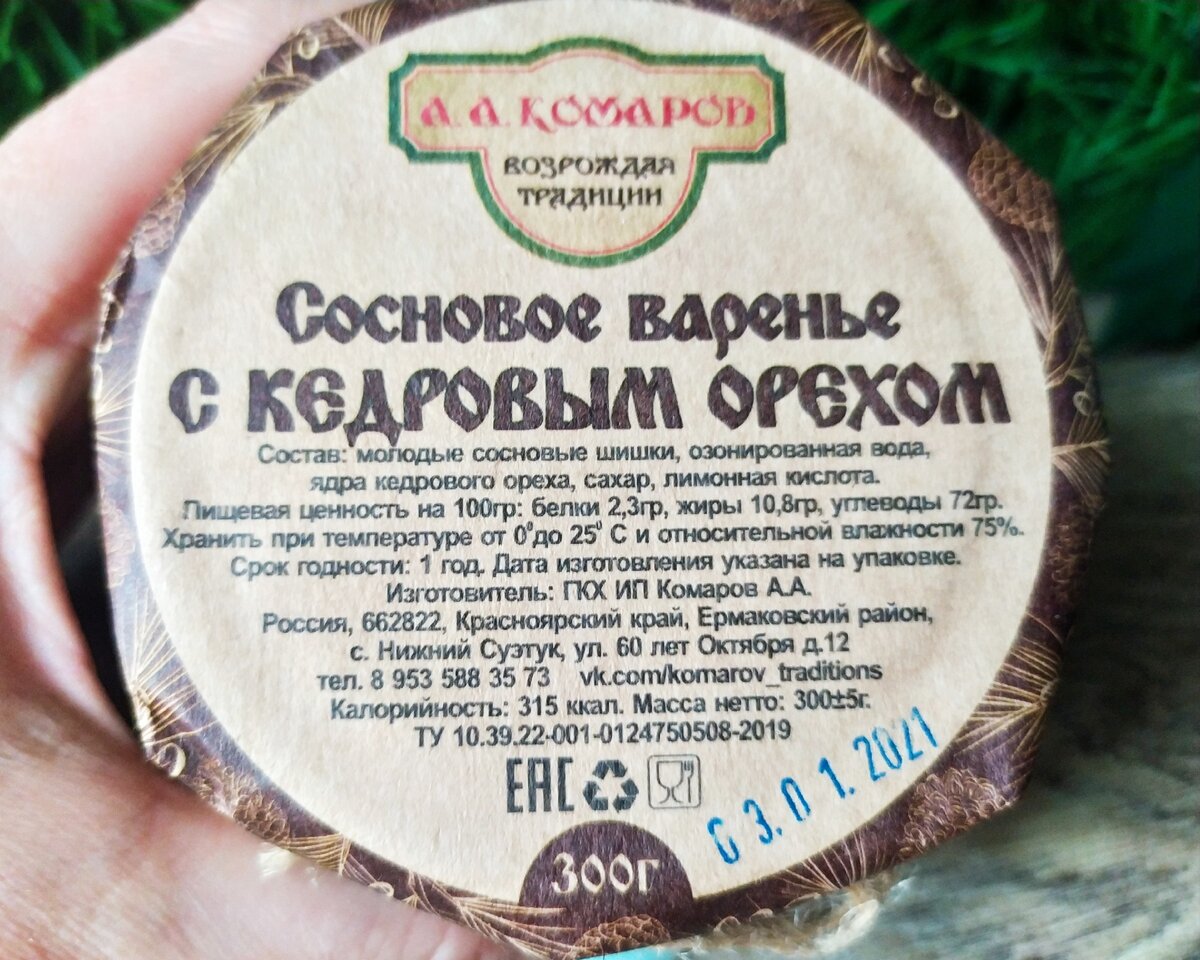 А.А. КОМАРОВ
ВОЗРОЖДАЯ
ТРАДИЦИИ
Сосновое варенье
с кедровым орехом
Состав: молодые сосновые шишки, озонированная вода,
ядра кедрового ореха, сахар, лимонная кислота.
Пищевая ценность на 100гр: белки 2,3гр, жиры 10,8гр, углеводы 72гр.
Хранить при температуре от 0° до 25° С и относительной влажности 75%.
Срок годности: 1 год. Дата изготовления указана на упаковке.
Изготовитель: ГКХ ИП Комаров А.А.
Россия, 662822, Красноярский край, Ермаковский район,
с. Нижний Суэтук, ул. 60 лет Октября д.12
тел. 8 953 588 35 73 vk.com/komarov_traditions
Калорийность: 315 ккал. Масса нетто: 300±5г.
ТУ 10.39.22-001-0124750508-2019
ЕАС
03.01.2021
300г